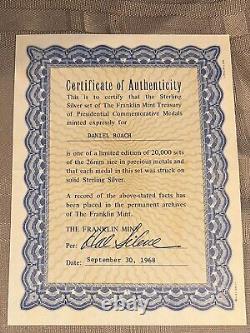 Certificate of Authenticity
This is to certify that the Sterling
Silver set of The Franklin Mint Treasury
of Presidential Commemorative Medals
minted expressly for
DANIEL ROACH
is one of a limited edition of 20,000 sets
of the 26mm size in precious metals and
that each medal in this set was struck on
solid Sterling Silver.
A record of the above-stated facts has
been placed in the permanent archives
of The Franklin Mint.
THE FRANKLIN MINT
Per:
Date: September 30, 1968